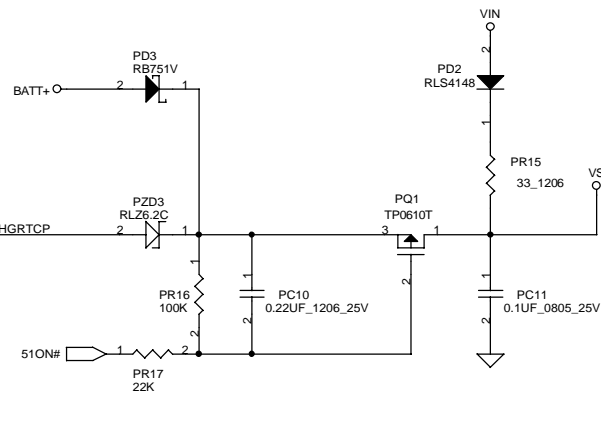 VIN
2
PD3
RB751V
PD2
RLS4148
BATT+
2
1
1
PR15
33_1206
VS
PZD3
RLZ6.2C
PQ1
TP0610T
HGRTCP
2
1
3
1
1
1
2
1
PR16
100K
PC10
0.22UF_1206_25V
PC11
0.1UF_0805_25V
2
2
2
51ON#
1
2
PR17
22K